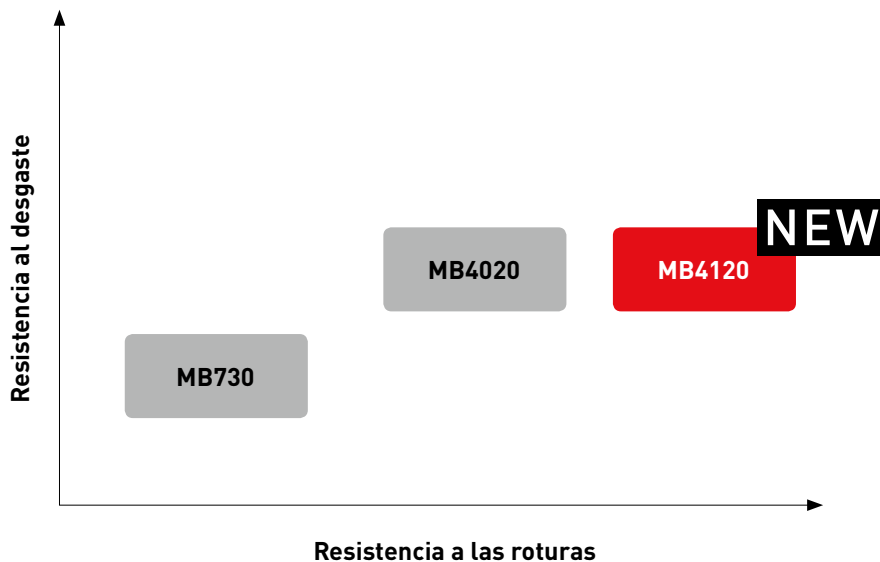 Resistencia al desgaste
NEW
MB4020
MB4120
MB730
Resistencia a las roturas